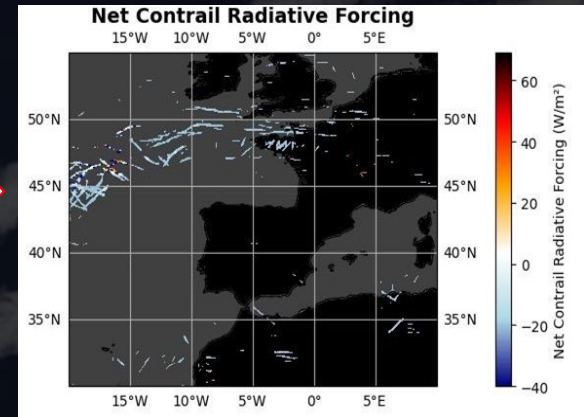 Net Contrail Radiative Forcing
15°W 10°W 5°W 0° 5°E
50°N 50°N
45°N 45°N
40°N 40°N
35°N 35°N
15°W 10°W 5°W 0° 5°E
60
40
20
0
−20
−40
Net Contrail Radiative Forcing (W/m²)